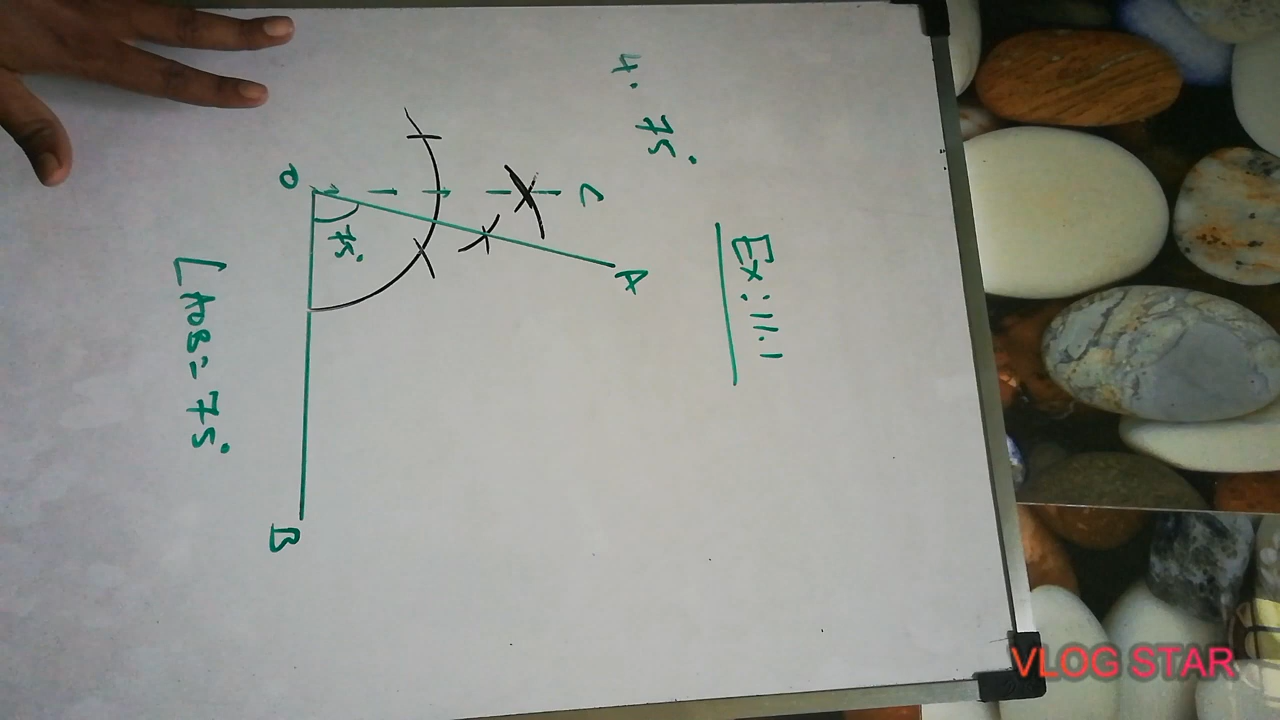 Ex: 11.1
4. 75°
C
A
75°
O
B
∠AOB = 75°
VLOG STAR